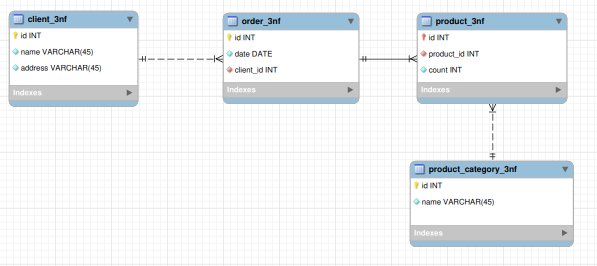 client_3nf
id INT
name VARCHAR(45)
address VARCHAR(45)
Indexes
order_3nf
id INT
date DATE
client_id INT
Indexes
product_3nf
id INT
product_id INT
count INT
Indexes
product_category_3nf
id INT
name VARCHAR(45)
Indexes